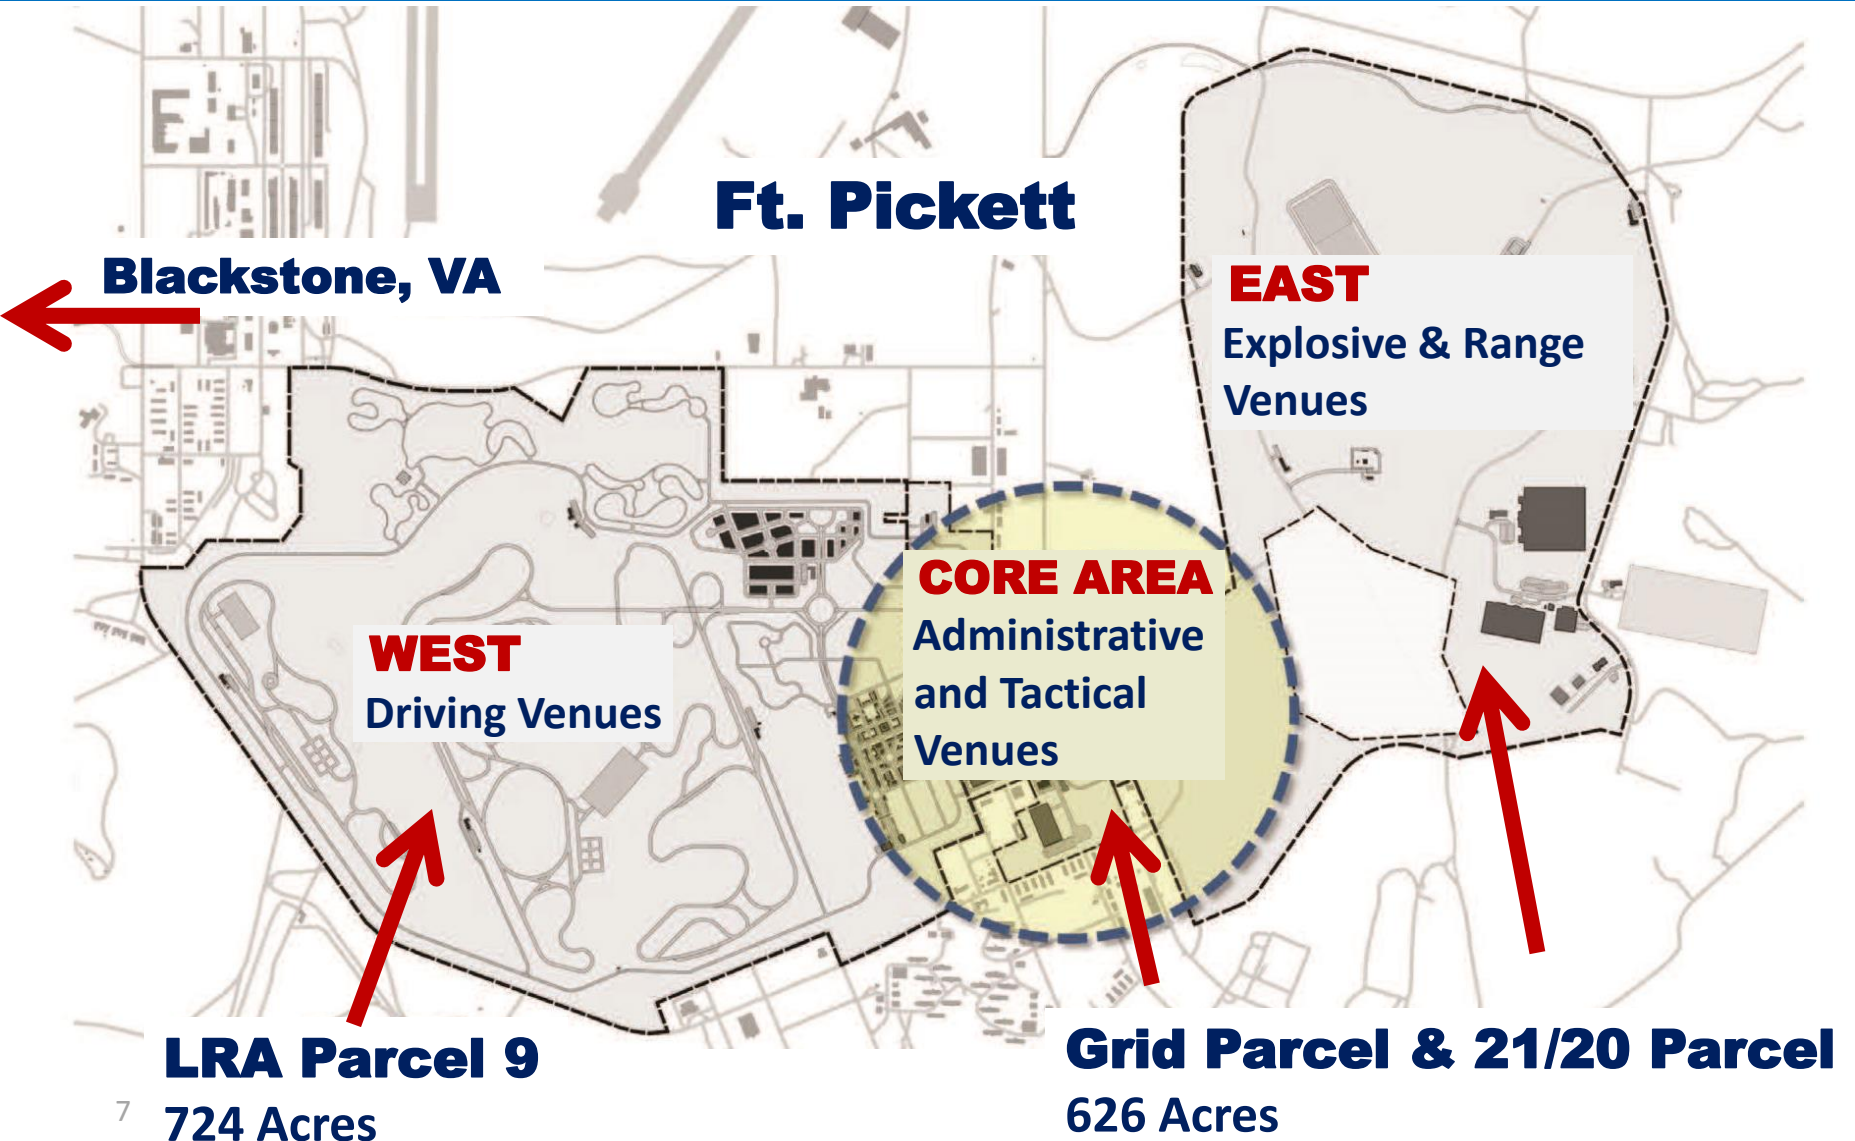 Ft. Pickett
Blackstone, VA
EAST
Explosive & Range
Venues
CORE AREA
Administrative
and Tactical
Venues
WEST
Driving Venues
LRA Parcel 9
724 Acres
Grid Parcel & 21/20 Parcel
626 Acres
7